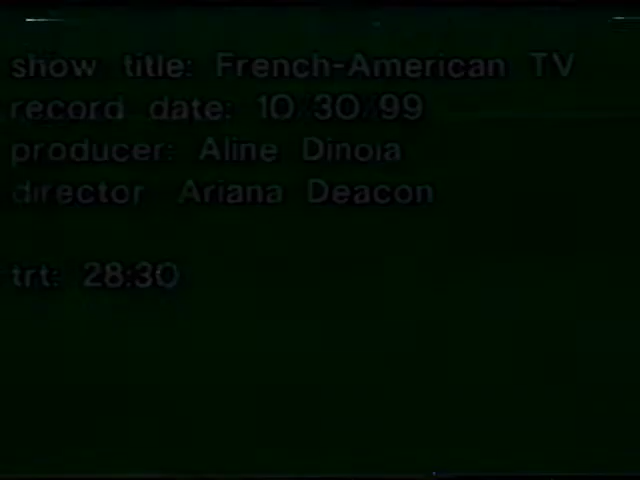 show title: French-American TV
record date: 10/30/99
producer: Aline Dinoia
director Ariana Deacon
trt: 28:30